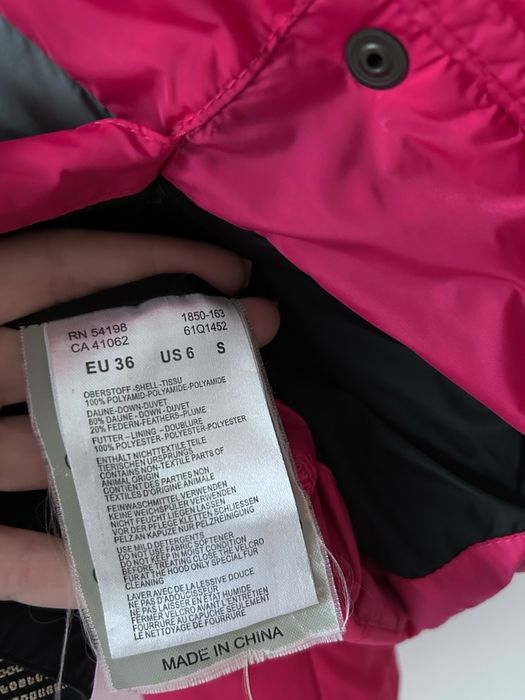 RN 54198 1850-163
CA 41062 61Q1452
EU 36 US 6 S
OBERSTOFF-SHELL-TISSU
100% POLYAMID-POLYAMIDE-POLYAMIDE
DAUNE-DOWN-DUVET
80% DAUNE - DOWN - DUVET
20% FEDERN-FEATHERS-PLUME
FUTTER - LINING - DOUBLURE
100% POLYESTER-POLYESTER-POLYESTER
ENTHÄLT NICHTTEXTILE TEILE
TIERISCHEN URSPRUNGS
CONTAINS NON-TEXTILE PARTS OF
ANIMAL ORIGIN
CONTIENT DES PARTIES NON
TEXTILES D'ORIGINE ANIMALE
FEINWASCHMITTEL VERWENDEN
KEINE WEICHSPÜLER VERWENDEN
NICHT FEUCHT LIEGEN LASSEN
VOR DER PFLEGE KLETTEN SCHLIESSEN
PELZ AN KAPUZE NUR PELZREINIGUNG
USE MILD DETERGENTS
DO NOT USE FABRIC SOFTENER
DO NOT KEEP IN MOIST CONDITION
BEFORE TREATING CLOSE THE VELCRO
FUR AT THE HOOD ONLY SPECIAL FUR
CLEANING
LAVER AVEC DE LA LESSIVE DOUCE
NE PAS D'ADOUCISSEUR
NE PAS LAISSER EN ETAT HUMIDE
FERMER VELCRO AVANT L'ENTRETIEN
FOURRURE AU CAPUCHE SEULEMENT
LE NETTOYAGE DE FOURRURE
MADE IN CHINA